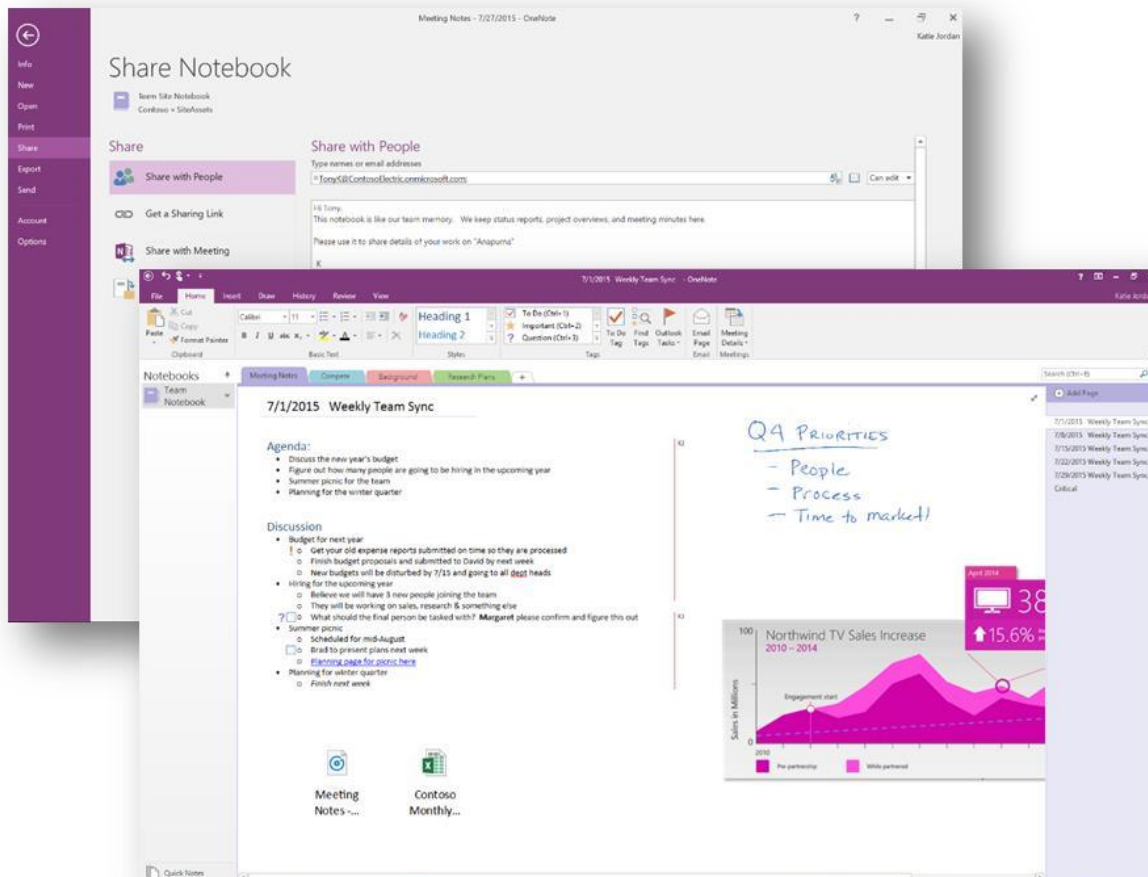 Meeting Notes - 7/27/2015 - OneNote
?
Katie Jordan
Info
New
Open
Print
Share
Export
Send
Account
Options
Share Notebook
Team Site Notebook
Contoso » SiteAssets
Share
Share with People
Get a Sharing Link
Share with Meeting
Share with People
Type names or email addresses
Can edit
Hi Tony,
This notebook is like our team memory. We keep status reports, project overviews, and meeting minutes here.
Please use it to share details of your work on "Anapurna"
K
7/1/2015 Weekly Team Sync - OneNote
?
Katie
File Home Insert Draw History Review View
Paste
Cut
Copy
Format Painter
Clipboard
Calibri 11
B I U abc
Basic Text
Heading 1
Heading 2
Styles
To Do (Ctrl+1)
Important (Ctrl+2)
Question (Ctrl+3)
Tags
To Do Tag
Find Tags
Outlook Tasks
Email Page
Email
Meeting Details
Meetings
Notebooks
Team Notebook
Meeting Notes Compete Background Research Plans +
Search (Ctrl+E)
7/1/2015 Weekly Team Sync
Agenda:
• Discuss the new year's budget
• Figure out how many people are going to be hiring in the upcoming year
• Summer picnic for the team
• Planning for the winter quarter
Discussion
• Budget for next year
! o Get your old expense reports submitted on time so they are processed
o Finish budget proposals and submitted to David by next week
o New budgets will be disturbed by 7/15 and going to all dept heads
• Hiring for the upcoming year
o Believe we will have 3 new people joining the team
o They will be working on sales, research & something else
? o What should the final person be tasked with? Margaret please confirm and figure this out
• Summer picnic
o Scheduled for mid-August
o Brad to present plans next week
o Planning page for picnic here
• Planning for winter quarter
o Finish next week
Meeting Notes -...
Contoso Monthly...
Q4 PRIORITIES
- People
- Process
- Time to market!
April 2014
38
15.6%
Northwind TV Sales Increase
2010 – 2014
100
Sales in Millions
0
Engagement start
2010
Pre-partnership
While partnered
Add Page
7/1/2015 Weekly Team Sync
7/8/2015 Weekly Team Sync
7/15/2015 Weekly Team Sync
7/22/2015 Weekly Team Sync
7/29/2015 Weekly Team Sync
Critical
Quick Notes